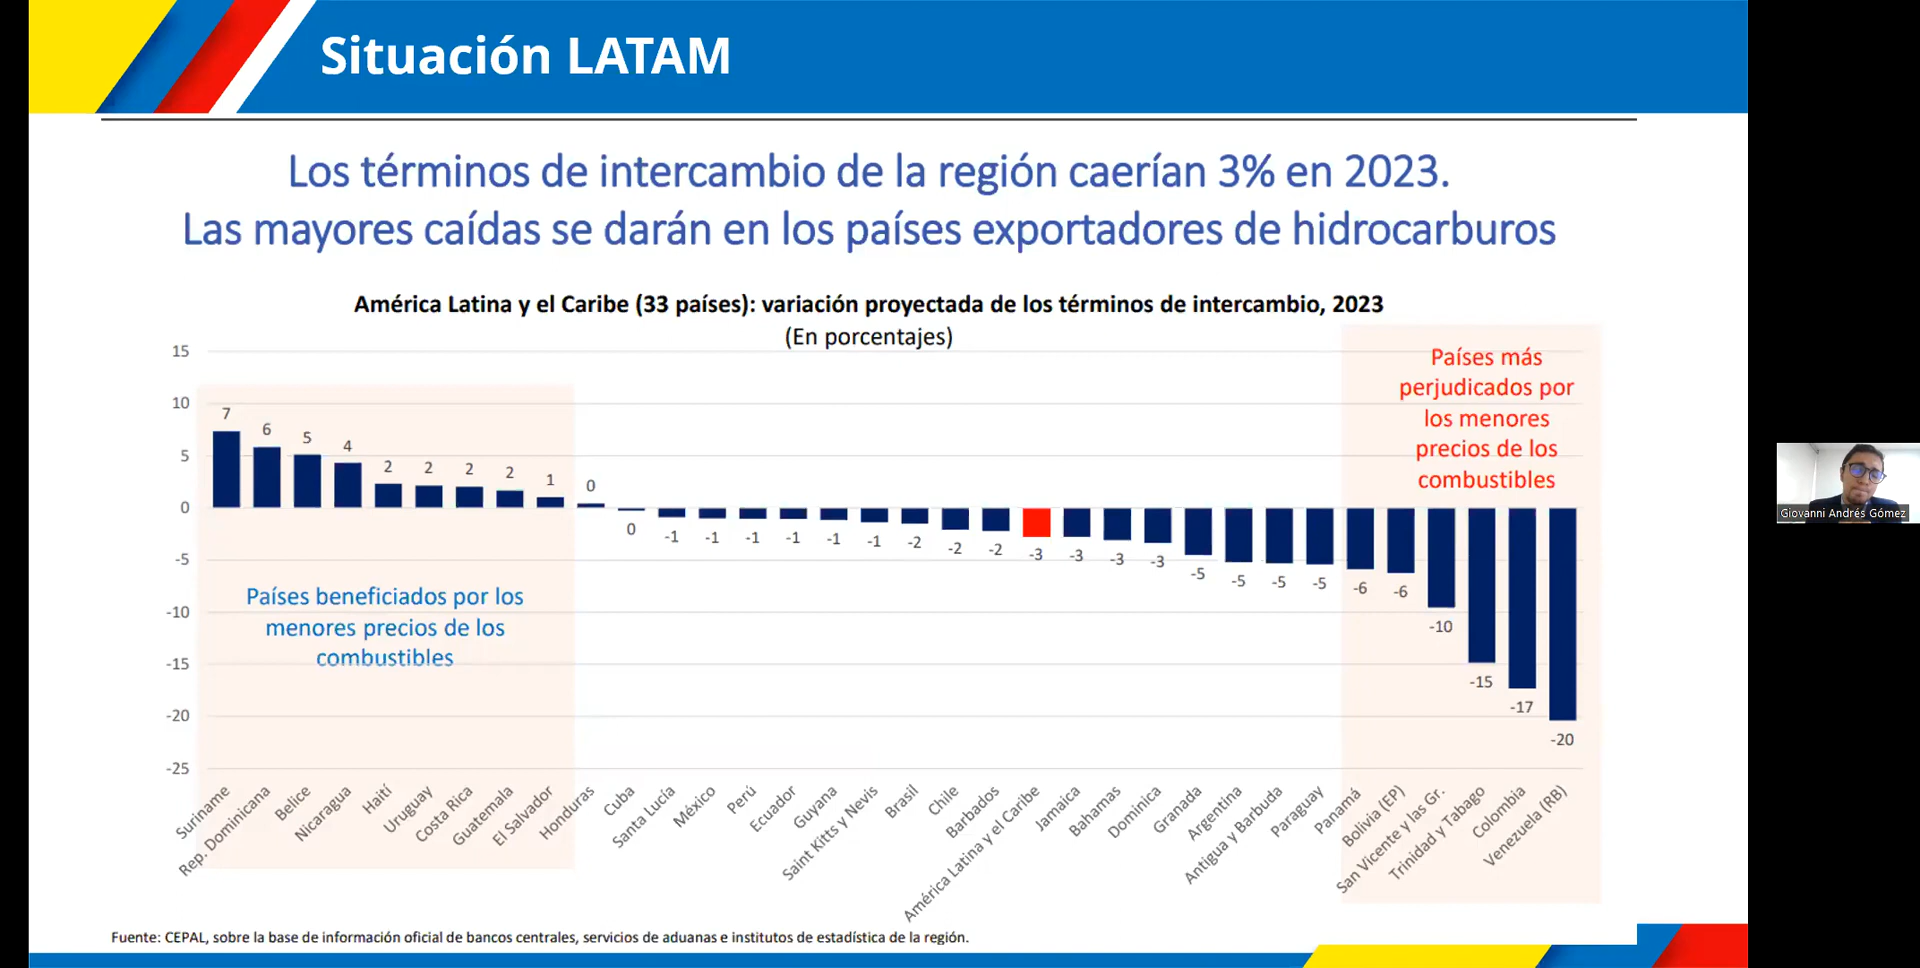 Situación LATAM
Los términos de intercambio de la región caerían 3% en 2023.
Las mayores caídas se darán en los países exportadores de hidrocarburos
América Latina y el Caribe (33 países): variación proyectada de los términos de intercambio, 2023
(En porcentajes)
Países más
perjudicados por
los menores
precios de los
combustibles
15
10
5
0
-5
-10
-15
-20
-25
7
6
5
4
2
2
2
2
1
0
0
-1
-1
-1
-1
-1
-1
-2
-2
-2
-3
-3
-3
-3
-5
-5
-5
-5
-6
-6
-10
-15
-17
-20
Países beneficiados por los
menores precios de los
combustibles
Suriname
Rep. Dominicana
Belice
Nicaragua
Haití
Uruguay
Costa Rica
Guatemala
El Salvador
Honduras
Cuba
Santa Lucía
México
Perú
Ecuador
Guyana
Saint Kitts y Nevis
Brasil
Chile
Barbados
América Latina y el Caribe
Jamaica
Bahamas
Dominica
Granada
Argentina
Antigua y Barbuda
Paraguay
Panamá
Bolivia (EP)
San Vicente y las Gr.
Trinidad y Tabago
Colombia
Venezuela (RB)
Fuente: CEPAL, sobre la base de información oficial de bancos centrales, servicios de aduanas e institutos de estadística de la región.
Giovanni Andrés Gómez